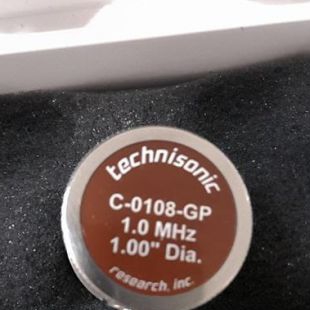 technisonic
C-0108-GP
1.0 MHz
1.00" Dia.
research, inc.